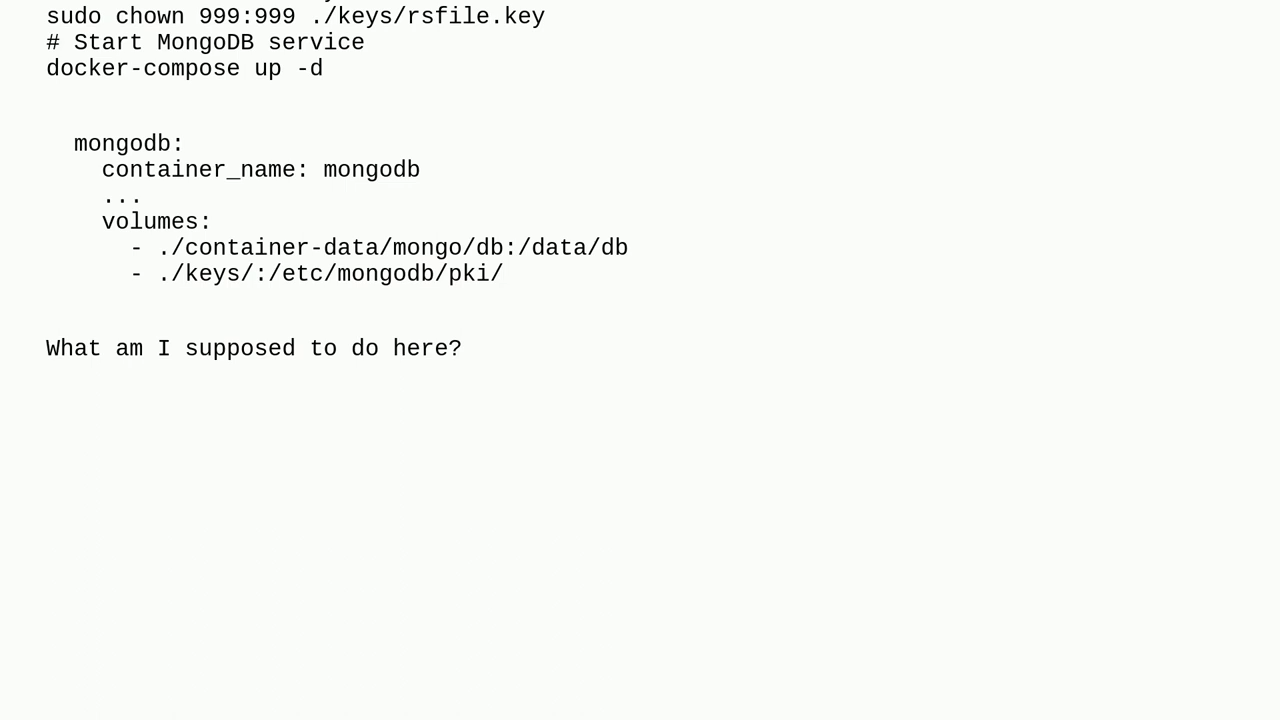 sudo chown 999:999 ./keys/rsfile.key
# Start MongoDB service
docker-compose up -d
mongodb:
container_name: mongodb
...
volumes:
- ./container-data/mongo/db:/data/db
- ./keys/:/etc/mongodb/pki/
What am I supposed to do here?